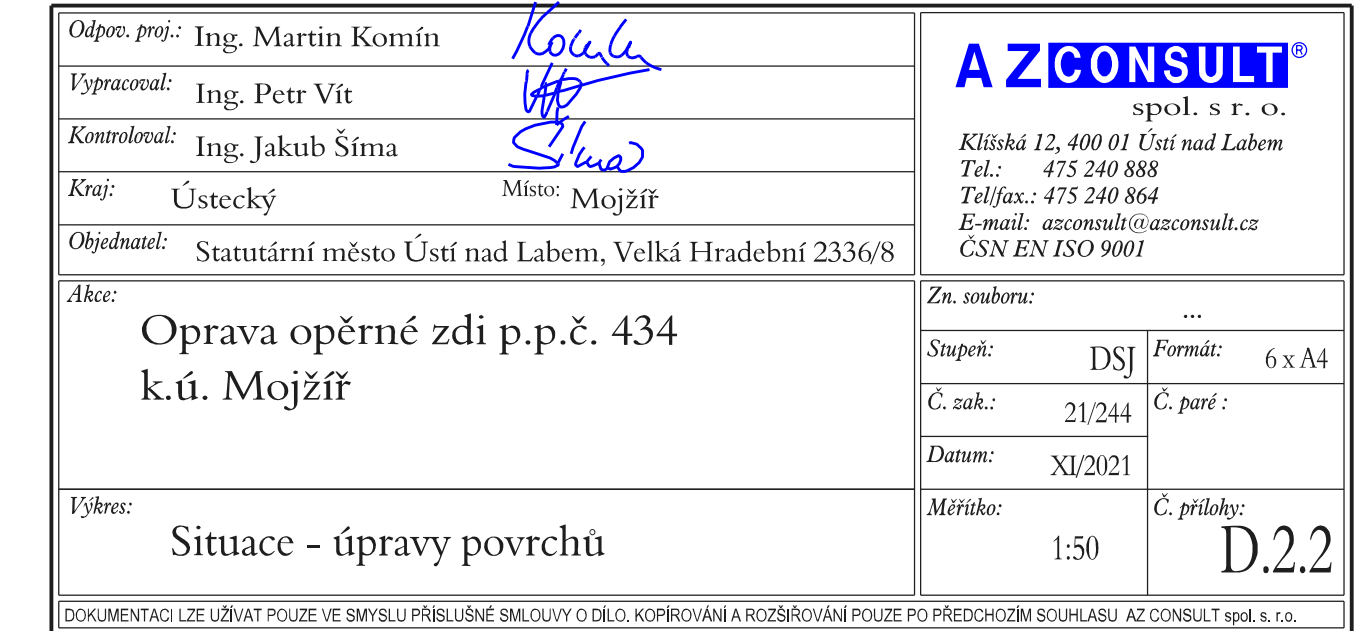 Odpov. proj.: Ing. Martin Komín Komín
Vypracoval: Ing. Petr Vít Vít
Kontroloval: Ing. Jakub Šíma Šíma
Kraj: Ústecký Místo: Mojžíř
Objednatel: Statutární město Ústí nad Labem, Velká Hradební 2336/8
AZCONSULT®
spol. s r. o.
Klíšská 12, 400 01 Ústí nad Labem
Tel.: 475 240 888
Tel/fax.: 475 240 864
E-mail: azconsult@azconsult.cz
ČSN EN ISO 9001
Akce:
Oprava opěrné zdi p.p.č. 434
k.ú. Mojžíř
Výkres:
Situace - úpravy povrchů
Zn. souboru: ...
Stupeň: DSJ Formát: 6 x A4
Č. zak.: 21/244 Č. paré :
Datum: XI/2021
Měřítko: 1:50 Č. přílohy: D.2.2
DOKUMENTACI LZE UŽÍVAT POUZE VE SMYSLU PŘÍSLUŠNÉ SMLOUVY O DÍLO. KOPÍROVÁNÍ A ROZŠIŘOVÁNÍ POUZE PO PŘEDCHOZÍM SOUHLASU AZ CONSULT spol. s. r.o.